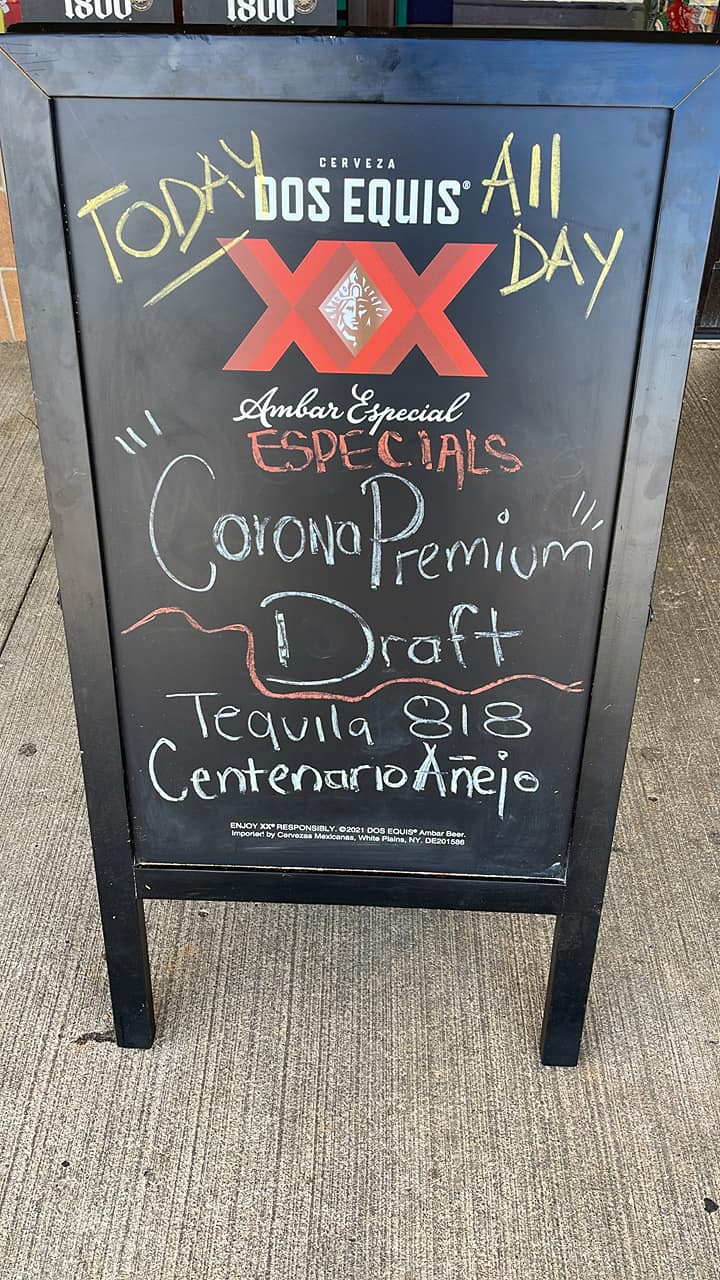 1800 1800
CERVEZA
TODAY DOS EQUIS® All
DAY
XX
Ambar Especial
ESPECIALS
Corona Premium
Draft
Tequila 818
Centenario Añejo
ENJOY XX® RESPONSIBLY. ©2021 DOS EQUIS® Ambar Beer.
Imported by Cervezas Mexicanas, White Plains, NY. DE201586